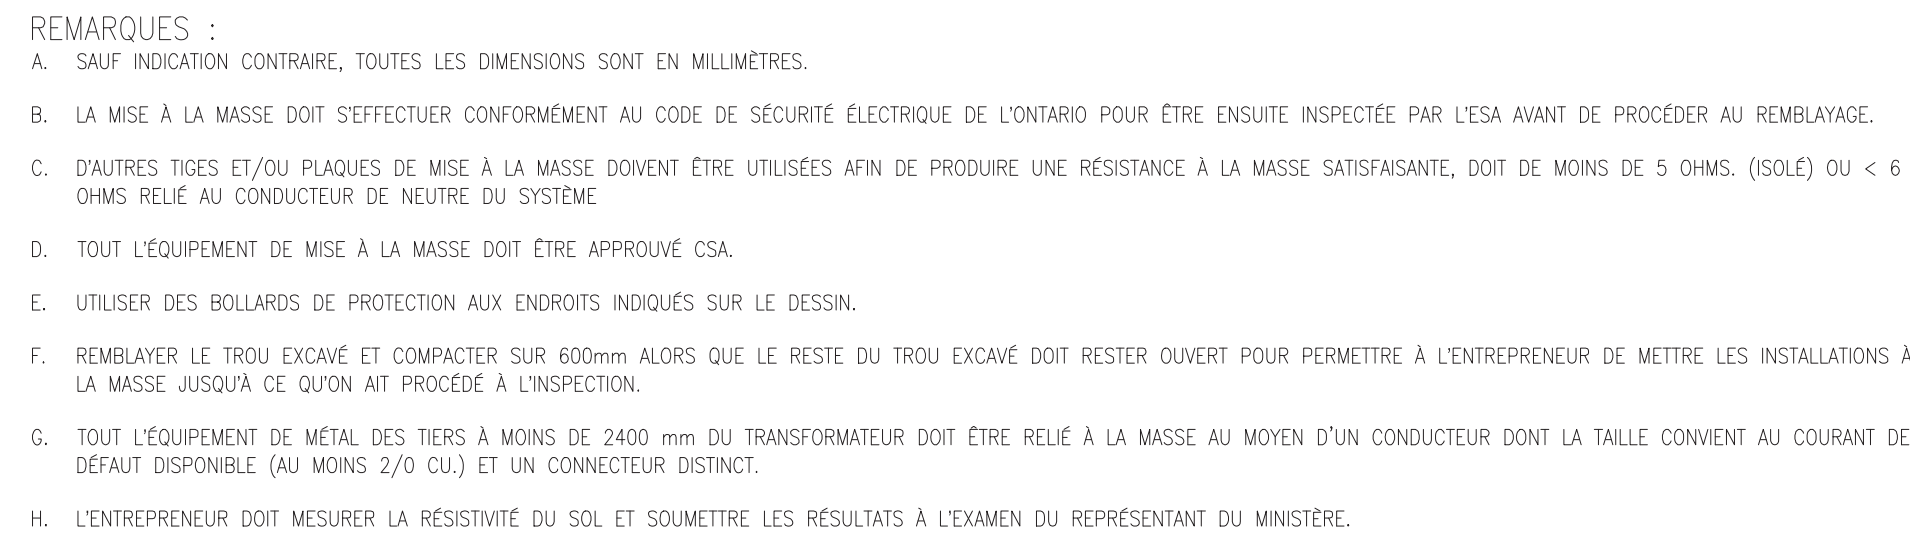 REMARQUES :
A. SAUF INDICATION CONTRAIRE, TOUTES LES DIMENSIONS SONT EN MILLIMÈTRES.
B. LA MISE À LA MASSE DOIT S'EFFECTUER CONFORMÉMENT AU CODE DE SÉCURITÉ ÉLECTRIQUE DE L'ONTARIO POUR ÊTRE ENSUITE INSPECTÉE PAR L'ESA AVANT DE PROCÉDER AU REMBLAYAGE.
C. D'AUTRES TIGES ET/OU PLAQUES DE MISE À LA MASSE DOIVENT ÊTRE UTILISÉES AFIN DE PRODUIRE UNE RÉSISTANCE À LA MASSE SATISFAISANTE, DOIT DE MOINS DE 5 OHMS. (ISOLÉ) OU < 6
OHMS RELIÉ AU CONDUCTEUR DE NEUTRE DU SYSTÈME
D. TOUT L'ÉQUIPEMENT DE MISE À LA MASSE DOIT ÊTRE APPROUVÉ CSA.
E. UTILISER DES BOLLARDS DE PROTECTION AUX ENDROITS INDIQUÉS SUR LE DESSIN.
F. REMBLAYER LE TROU EXCAVÉ ET COMPACTER SUR 600mm ALORS QUE LE RESTE DU TROU EXCAVÉ DOIT RESTER OUVERT POUR PERMETTRE À L'ENTREPRENEUR DE METTRE LES INSTALLATIONS À
LA MASSE JUSQU'À CE QU'ON AIT PROCÉDÉ À L'INSPECTION.
G. TOUT L'ÉQUIPEMENT DE MÉTAL DES TIERS À MOINS DE 2400 mm DU TRANSFORMATEUR DOIT ÊTRE RELIÉ À LA MASSE AU MOYEN D'UN CONDUCTEUR DONT LA TAILLE CONVIENT AU COURANT DE
DÉFAUT DISPONIBLE (AU MOINS 2/0 CU.) ET UN CONNECTEUR DISTINCT.
H. L'ENTREPRENEUR DOIT MESURER LA RÉSISTIVITÉ DU SOL ET SOUMETTRE LES RÉSULTATS À L'EXAMEN DU REPRÉSENTANT DU MINISTÈRE.